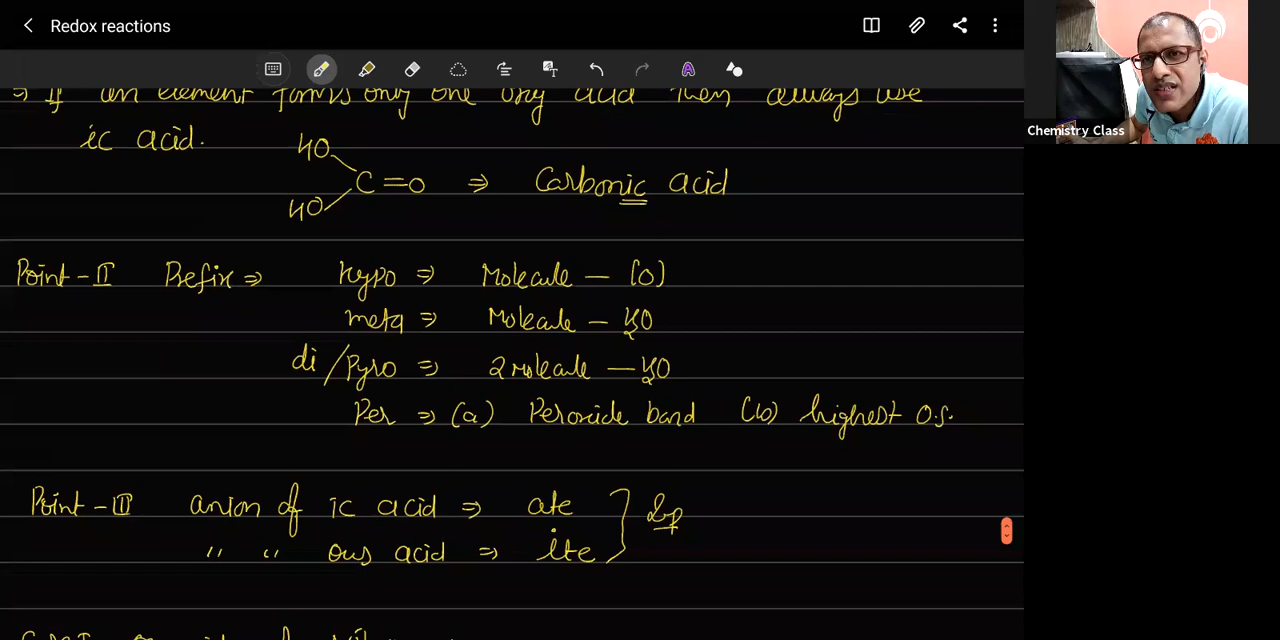 Redox reactions
Chemistry Class
⇒ If an element forms only one oxy acid then always use
ic acid.
HO
C=O ⇒ Carbonic acid
HO
Point-II Prefix ⇒ Hypo ⇒ Molecule - (O)
meta ⇒ Molecule - H₂O
di/Pyro ⇒ 2 Molecule - H₂O
Per ⇒ (a) Peroxide bond (b) highest O.S.
Point-III anion of ic acid ⇒ ate } Imp
" " ous acid ⇒ ite